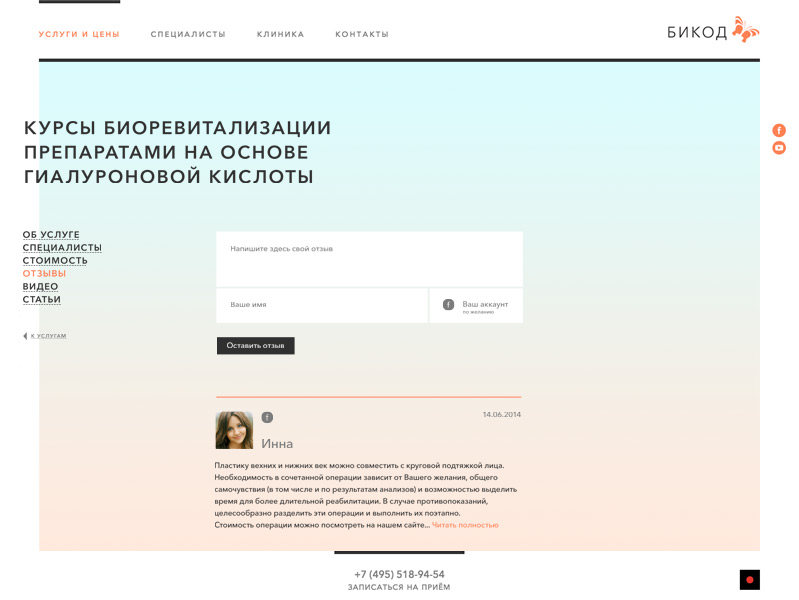 УСЛУГИ И ЦЕНЫ СПЕЦИАЛИСТЫ КЛИНИКА КОНТАКТЫ
БИКОД
КУРСЫ БИОРЕВИТАЛИЗАЦИИ
ПРЕПАРАТАМИ НА ОСНОВЕ
ГИАЛУРОНОВОЙ КИСЛОТЫ
ОБ УСЛУГЕ
СПЕЦИАЛИСТЫ
СТОИМОСТЬ
ОТЗЫВЫ
ВИДЕО
СТАТЬИ
К УСЛУГАМ
Напишите здесь свой отзыв
Ваше имя
Ваш аккаунт
по желанию
Оставить отзыв
14.06.2014
Инна
Пластику вехних и нижних век можно совместить с круговой подтяжкой лица.
Необходимость в сочетанной операции зависит от Вашего желания, общего
самочувствия (в том числе и по результатам анализов) и возможностью выделить
время для более длительной реабилитации. В случае противопоказаний,
целесообразно разделить эти операции и выполнить их поэтапно.
Стоимость операции можно посмотреть на нашем сайте... Читать полностью
+7 (495) 518-94-54
ЗАПИСАТЬСЯ НА ПРИЁМ